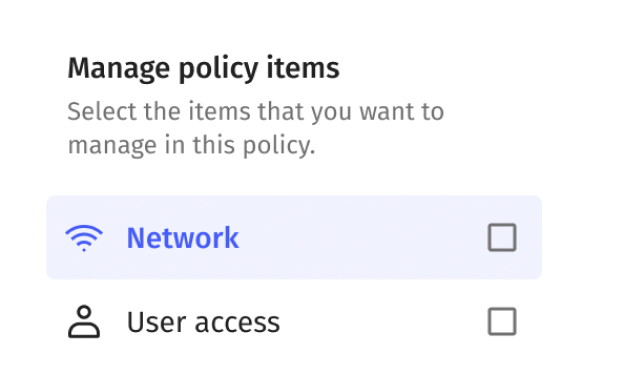 Manage policy items
Select the items that you want to
manage in this policy.
Network
User access